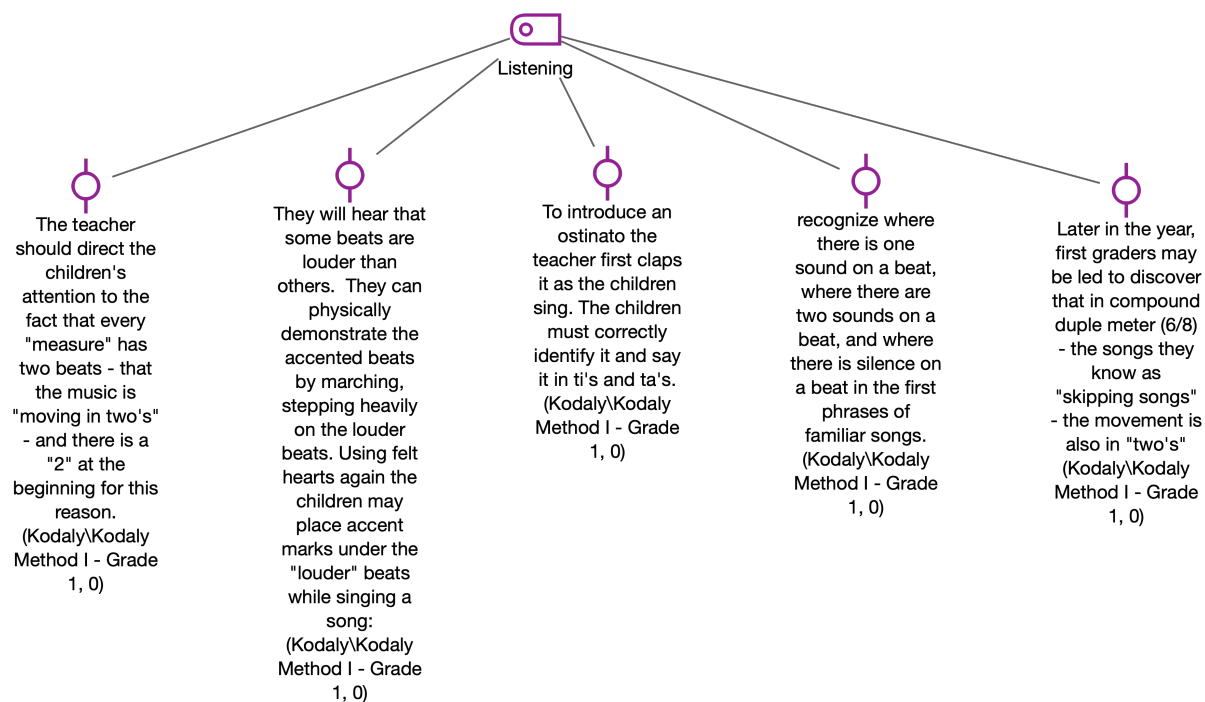 Listening
The teacher
should direct the
children's
attention to the
fact that every
"measure" has
two beats - that
the music is
"moving in two's"
- and there is a
"2" at the
beginning for this
reason.
(Kodaly\Kodaly
Method I - Grade
1, 0)
They will hear that
some beats are
louder than
others.  They can
physically
demonstrate the
accented beats
by marching,
stepping heavily
on the louder
beats. Using felt
hearts again the
children may
place accent
marks under the
"louder" beats
while singing a
song:
(Kodaly\Kodaly
Method I - Grade
1, 0)
To introduce an
ostinato the
teacher first claps
it as the children
sing. The children
must correctly
identify it and say
it in ti's and ta's.
(Kodaly\Kodaly
Method I - Grade
1, 0)
recognize where
there is one
sound on a beat,
where there are
two sounds on a
beat, and where
there is silence on
a beat in the first
phrases of
familiar songs.
(Kodaly\Kodaly
Method I - Grade
1, 0)
Later in the year,
first graders may
be led to discover
that in compound
duple meter (6/8)
- the songs they
know as
"skipping songs"
- the movement is
also in "two's"
(Kodaly\Kodaly
Method I - Grade
1, 0)